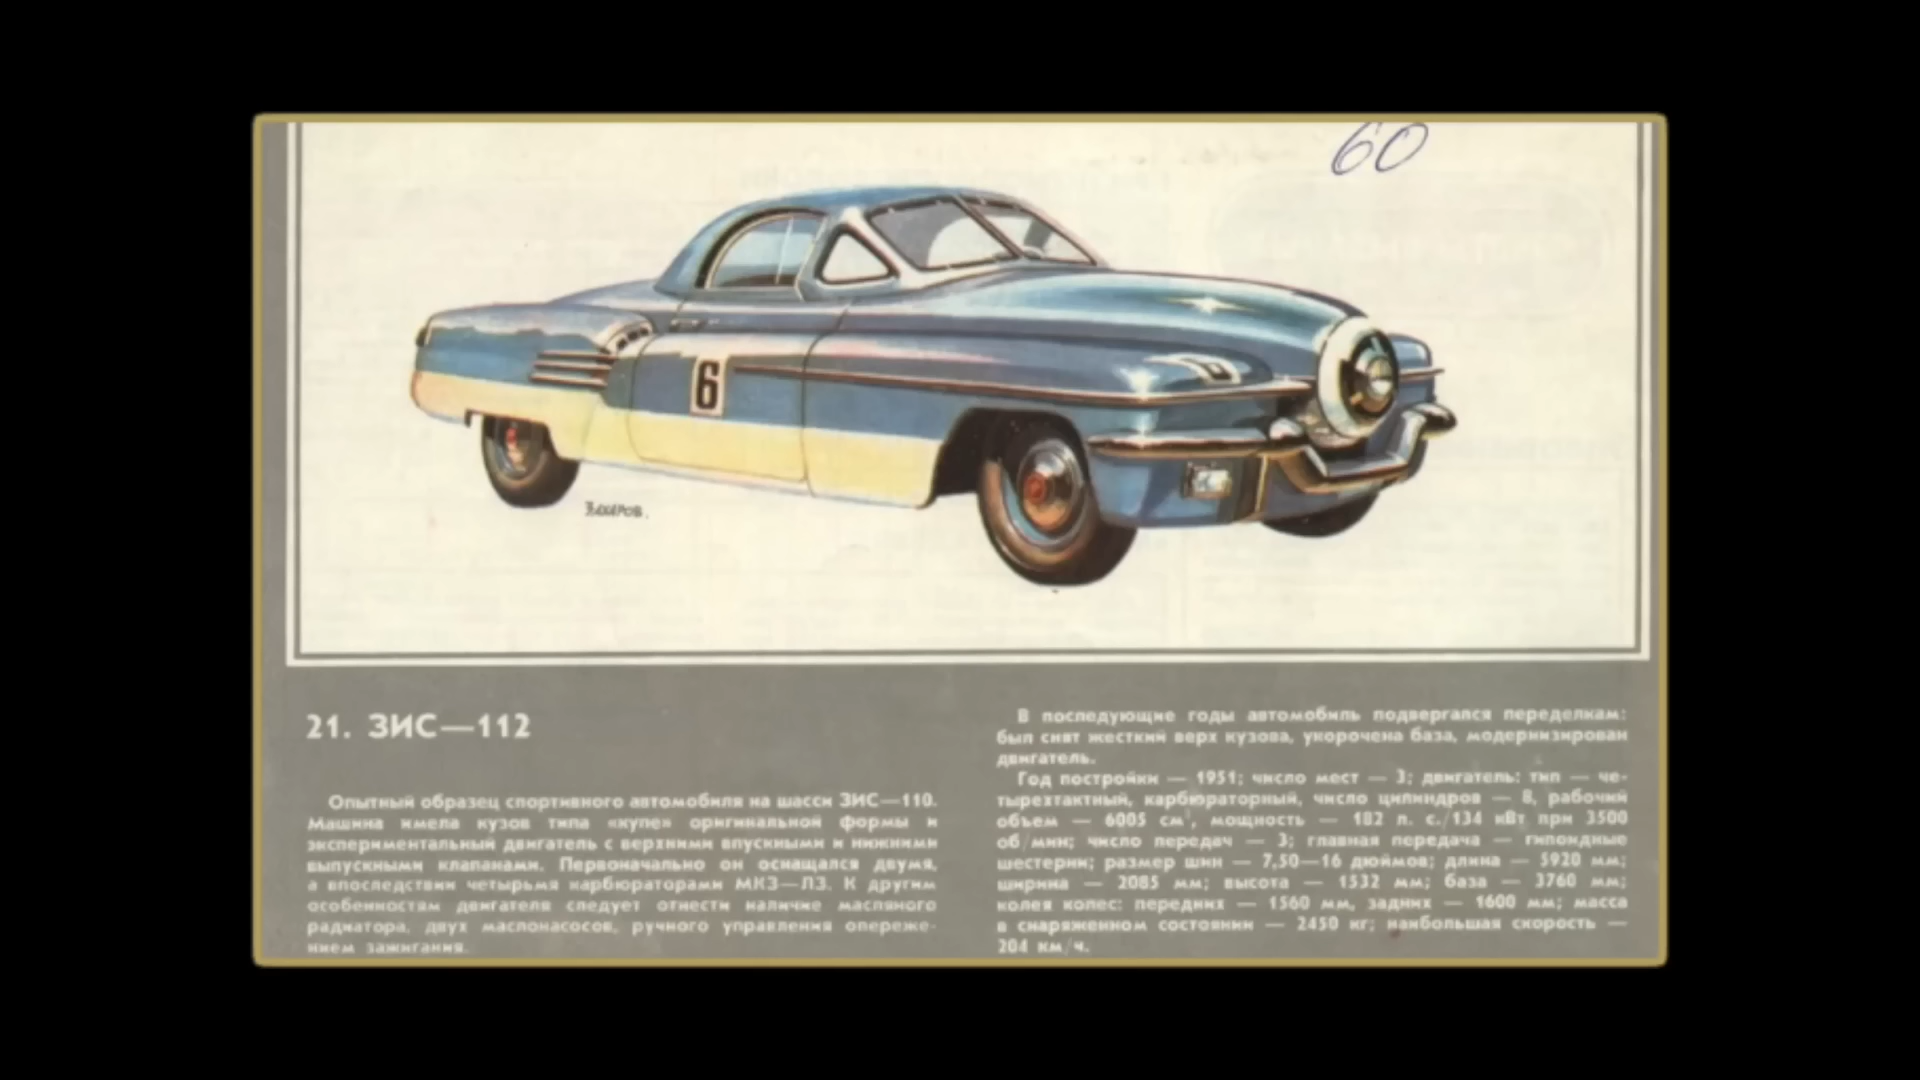 60
6
21. ЗИС—112
Опытный образец спортивного автомобиля на шасси ЗИС—110.
Машина имела кузов типа «купе» оригинальной формы и
экспериментальный двигатель с верхними впускными и нижними
выпускными клапанами. Первоначально он оснащался двумя,
а впоследствии четырьмя карбюраторами МКЗ—ЛЗ. К другим
особенностям двигателя следует отнести наличие масляного
радиатора, двух маслонасосов, ручного управления опереже-
нием зажигания.
В последующие годы автомобиль подвергался переделкам:
был снят жесткий верх кузова, укорочена база, модернизирован
двигатель.
Год постройки — 1951; число мест — 3; двигатель: тип — че-
тырехтактный, карбюраторный, число цилиндров — 8, рабочий
объем — 6005 см³, мощность — 182 л. с./134 кВт при 3500
об/мин; число передач — 3; главная передача — гипоидные
шестерни; размер шин — 7,50—16 дюймов; длина — 5920 мм;
ширина — 2085 мм; высота — 1532 мм; база — 3760 мм;
колея колес: передних — 1560 мм, задних — 1600 мм; масса
в снаряженном состоянии — 2450 кг; наибольшая скорость —
204 км/ч.